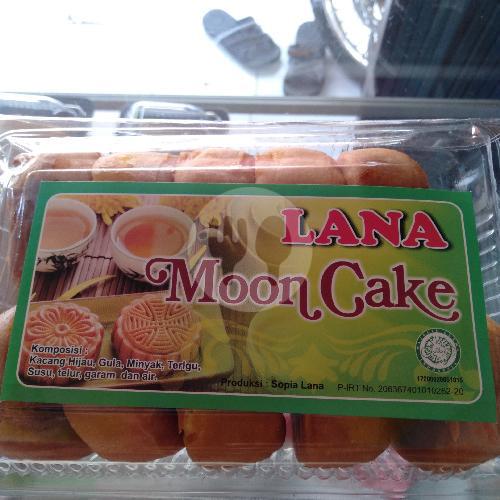 LANA
Moon Cake
Komposisi :
Kacang Hijau, Gula, Minyak, Terigu,
Susu, telur, garam dan air.
Produksi : Sopia Lana
P-IRT No. 206367401010262-20